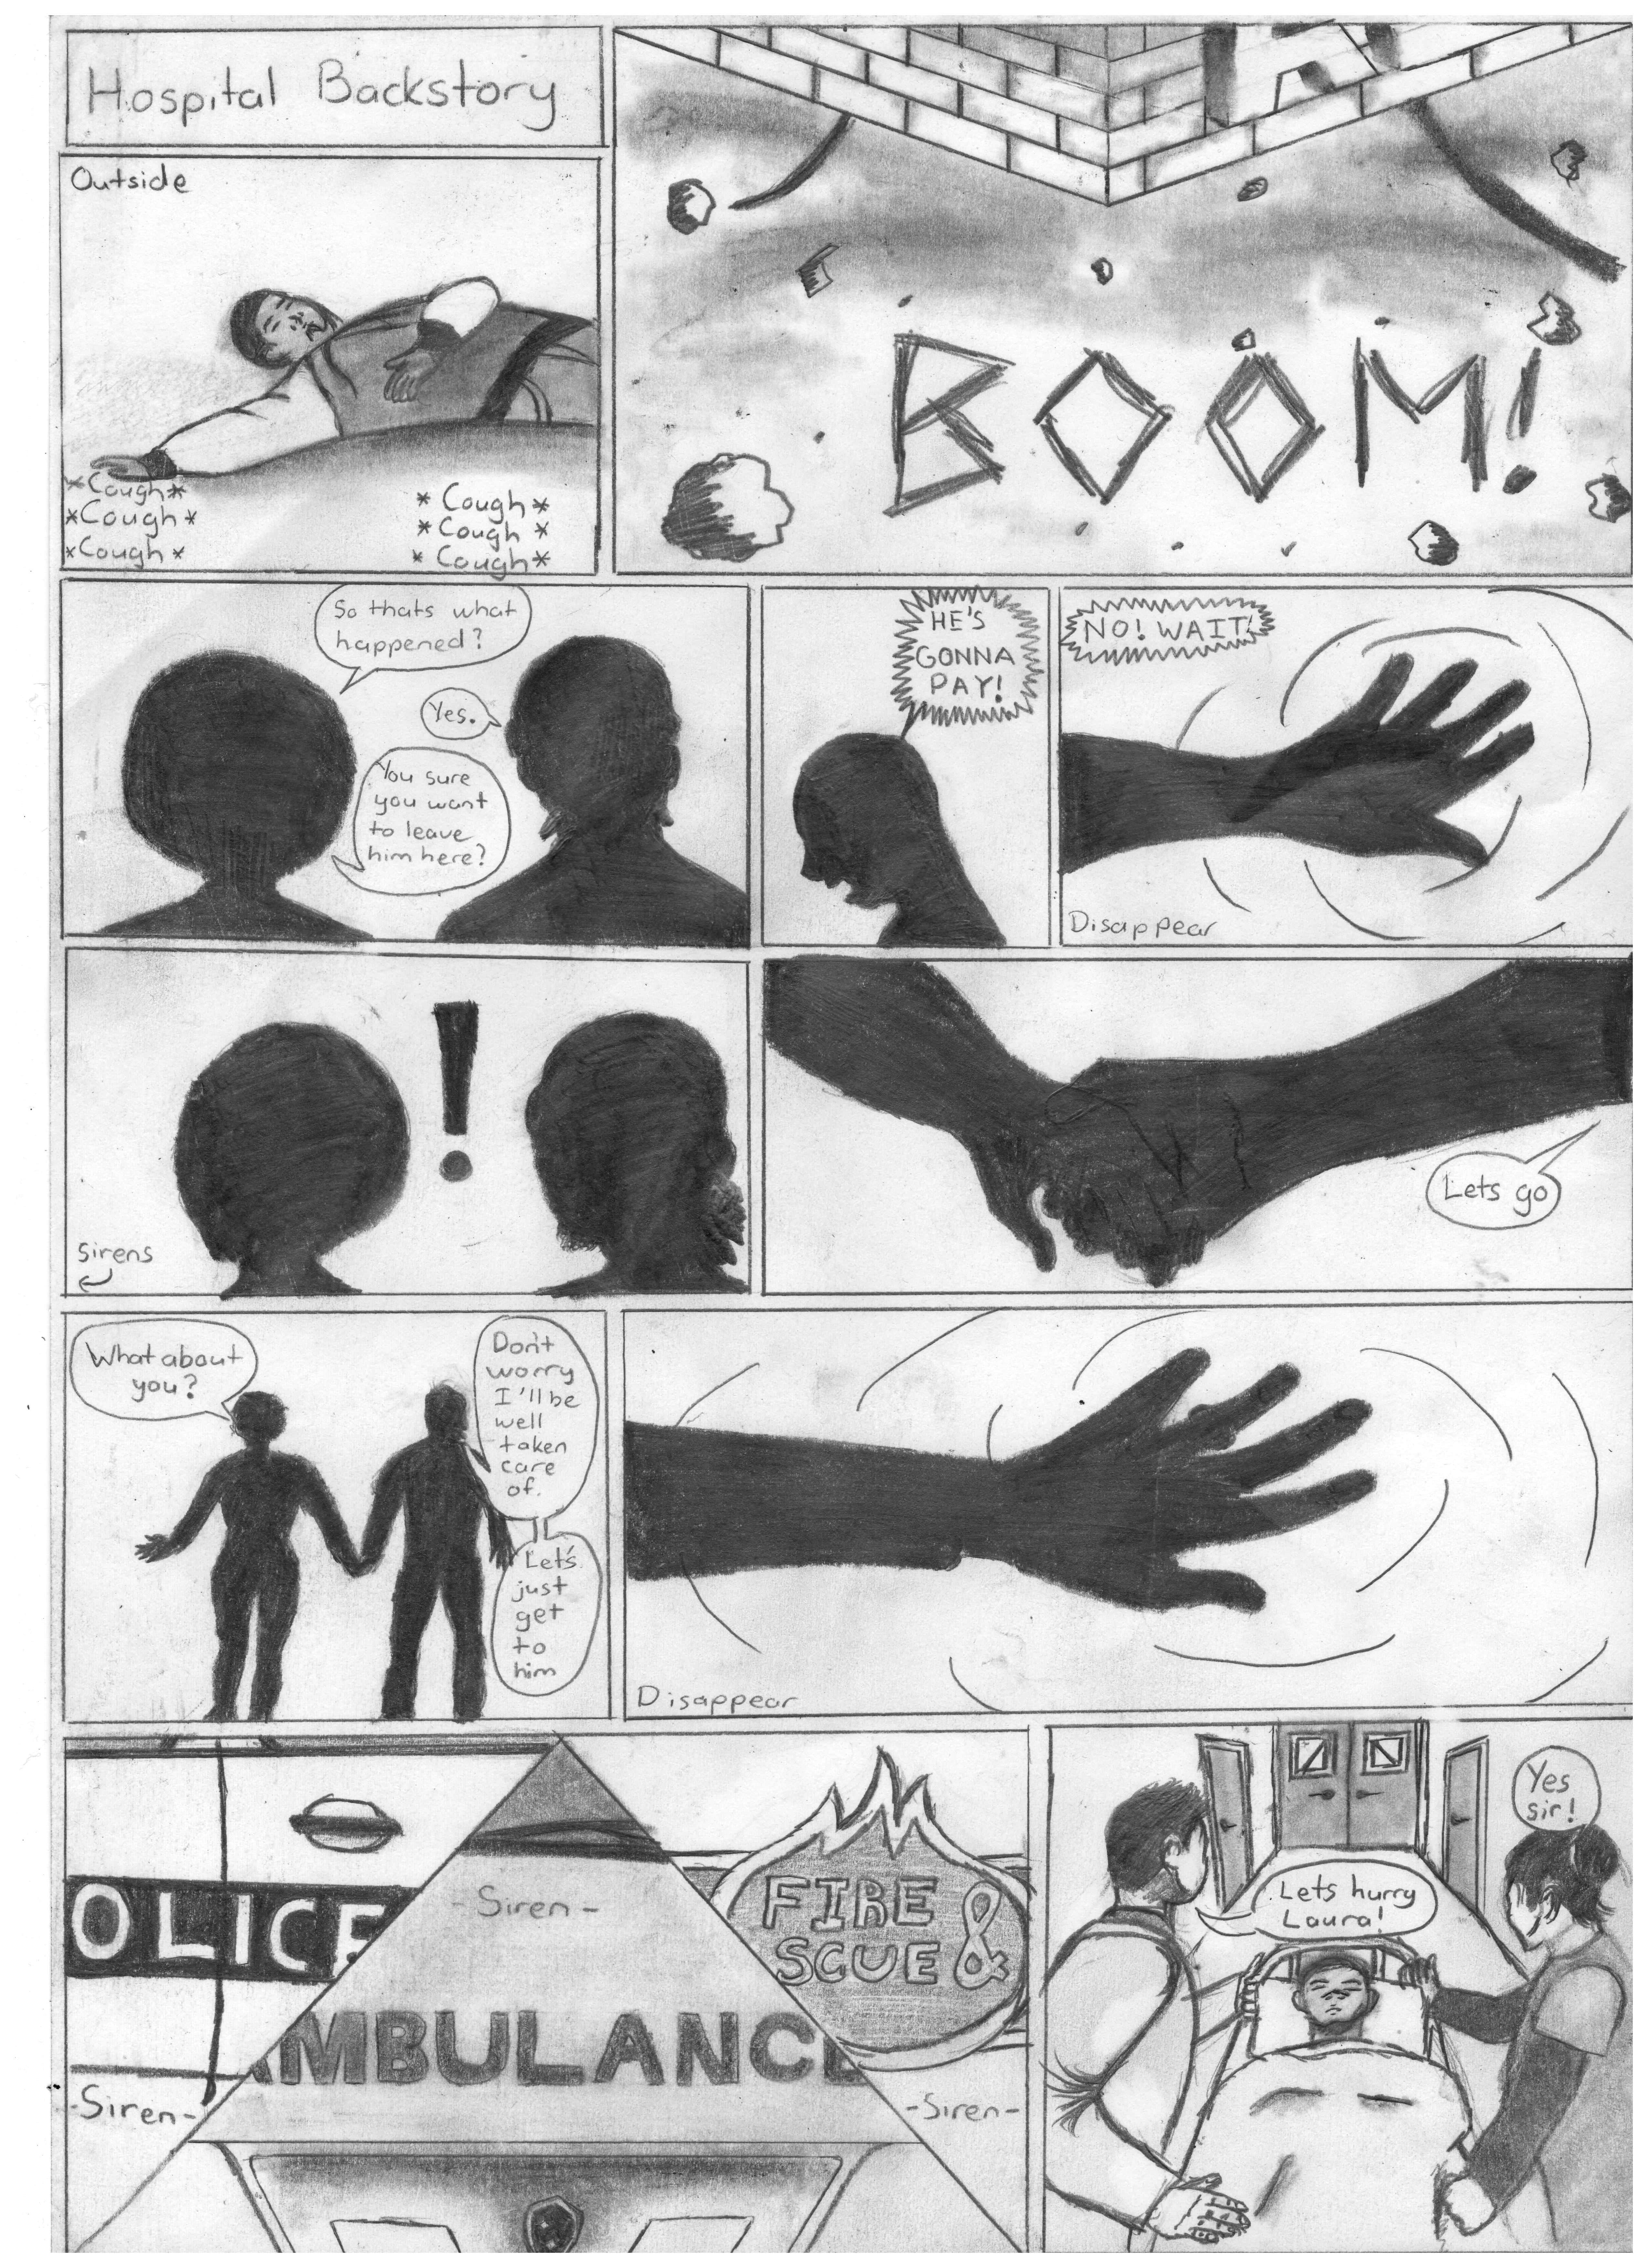 Hospital Backstory
Outside
*Cough*
*Cough*
*Cough*
* Cough *
* Cough *
* Cough *
BOOM!
So thats what
happened?
Yes.
You sure
you want
to leave
him here?
HE'S
GONNA
PAY!
NO! WAIT!
Disappear
!
Sirens
Lets go
What about
you?
Don't
worry
I'll be
well
taken
care
of.
Let's
just
get
to
him
Disappear
OLICE
-Siren-
-Siren-
AMBULANCE
FIRE &
SCUE
-Siren-
Lets hurry
Laura!
Yes
sir!